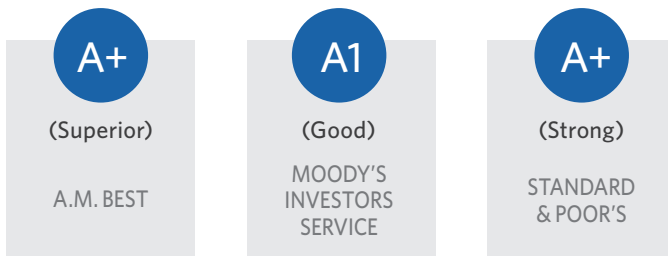 A+
(Superior)
A.M. BEST
A1
(Good)
MOODY'S
INVESTORS
SERVICE
A+
(Strong)
STANDARD
& POOR'S